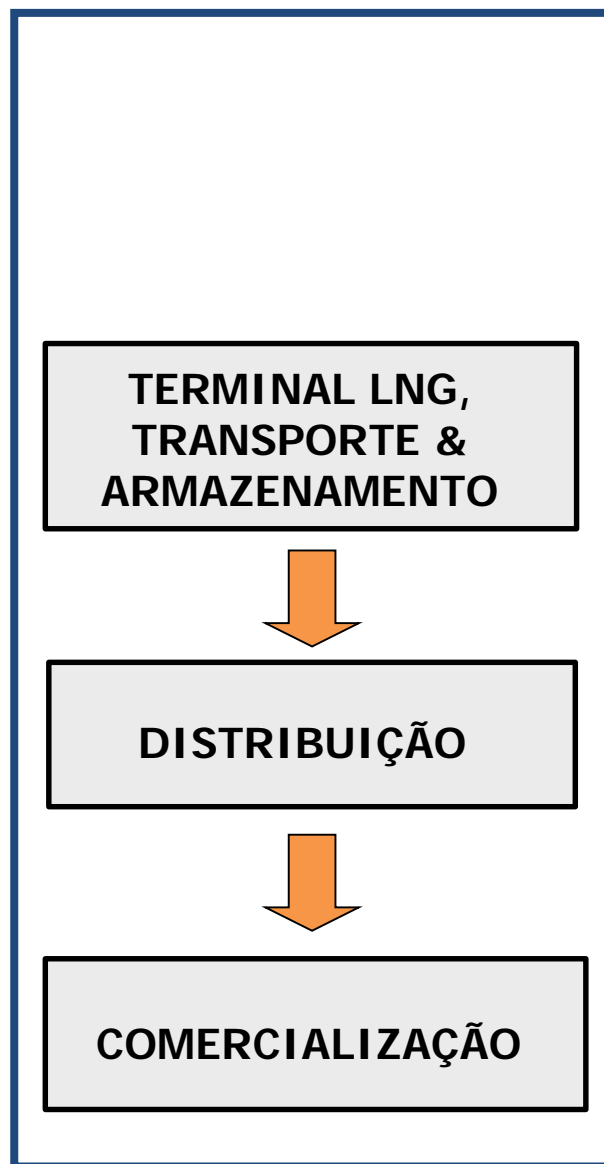 TERMINAL LNG,
TRANSPORTE &
ARMAZENAMENTO
DISTRIBUIÇÃO
COMERCIALIZAÇÃO